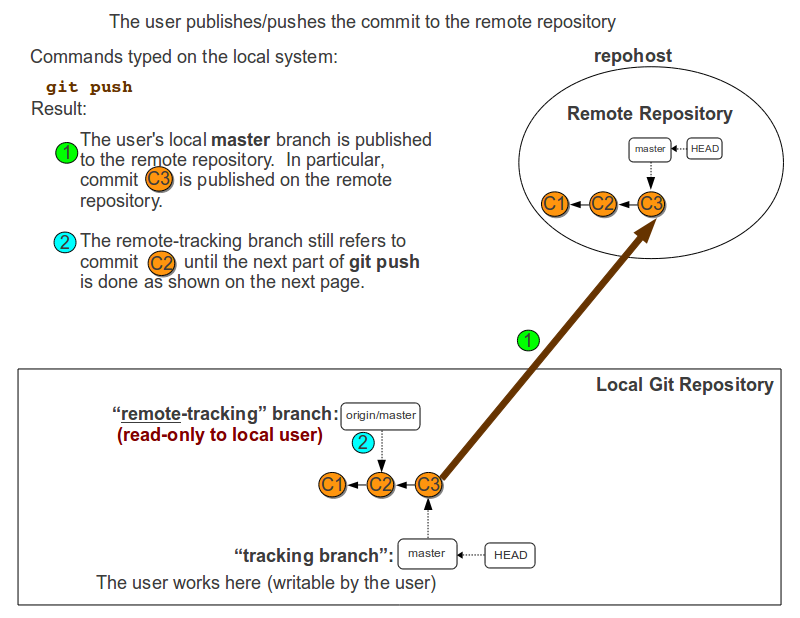 The user publishes/pushes the commit to the remote repository
Commands typed on the local system:
git push
Result:
1 The user's local master branch is published
to the remote repository. In particular,
commit C3 is published on the remote
repository.
2 The remote-tracking branch still refers to
commit C2 until the next part of git push
is done as shown on the next page.
repohost
Remote Repository
master HEAD
C1 C2 C3
1
Local Git Repository
“remote-tracking” branch: origin/master
(read-only to local user) 2
C1 C2 C3
“tracking branch”: master HEAD
The user works here (writable by the user)